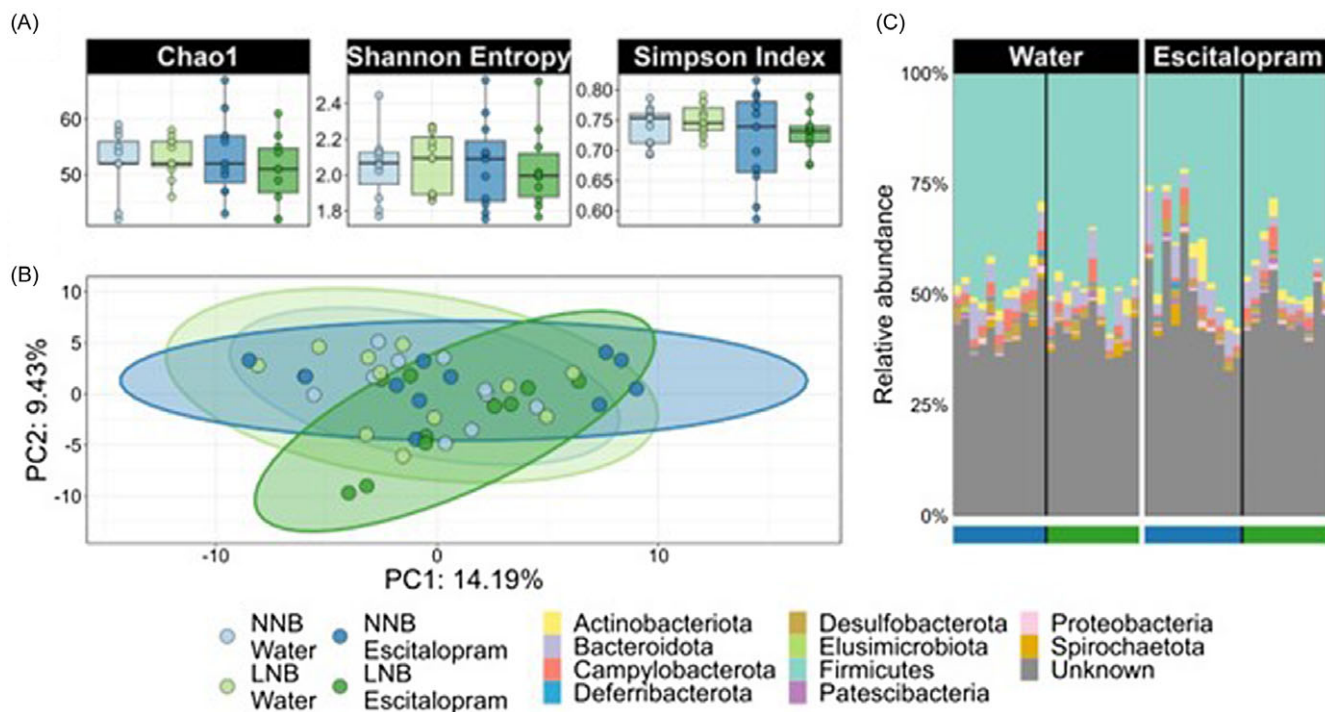 (A)
Chao1
Shannon Entropy
Simpson Index
60
50
2.4
2.2
2.0
1.8
0.80
0.75
0.70
0.65
0.60
(B)
PC2: 9.43%
10
5
0
-5
-10
-10
0
10
PC1: 14.19%
(C)
Water
Escitalopram
Relative abundance
100%
75%
50%
25%
0%
NNB
Water
NNB
Escitalopram
LNB
Water
LNB
Escitalopram
Actinobacteriota
Bacteroidota
Campylobacterota
Deferribacterota
Desulfobacterota
Elusimicrobiota
Firmicutes
Patescibacteria
Proteobacteria
Spirochaetota
Unknown